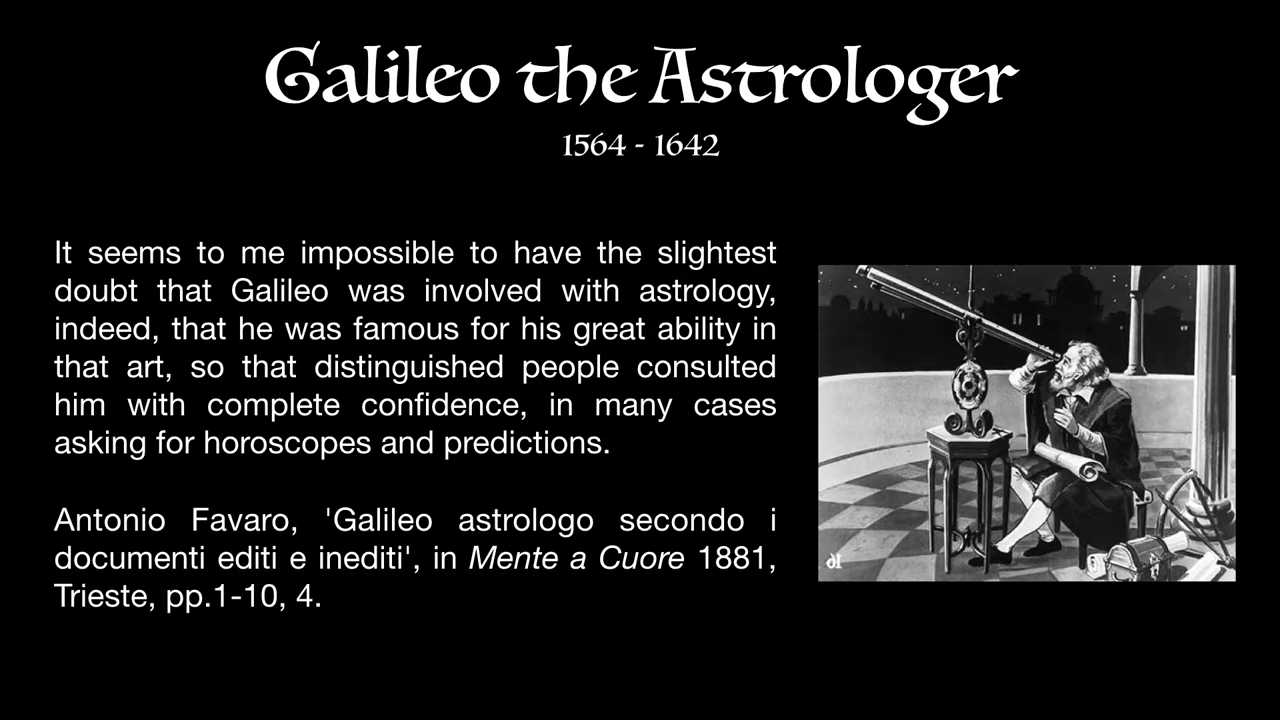 Galileo the Astrologer
1564 - 1642
It seems to me impossible to have the slightest
doubt that Galileo was involved with astrology,
indeed, that he was famous for his great ability in
that art, so that distinguished people consulted
him with complete confidence, in many cases
asking for horoscopes and predictions.
Antonio Favaro, 'Galileo astrologo secondo i
documenti editi e inediti', in Mente a Cuore 1881,
Trieste, pp.1-10, 4.